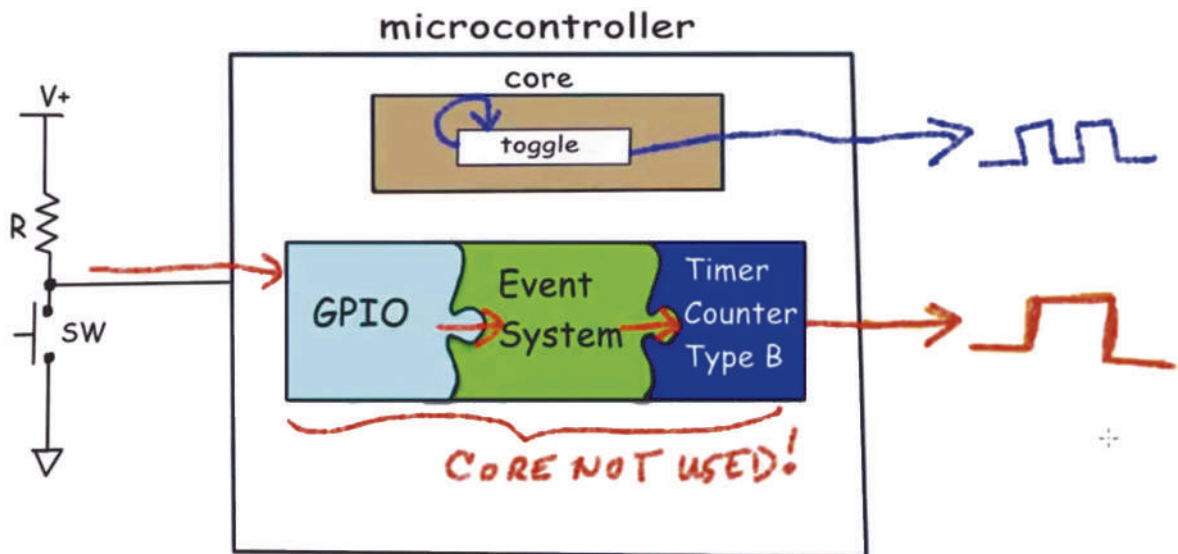 microcontroller
core
toggle
V+
R
SW
GPIO
Event
System
Timer
Counter
Type B
CORE NOT USED!